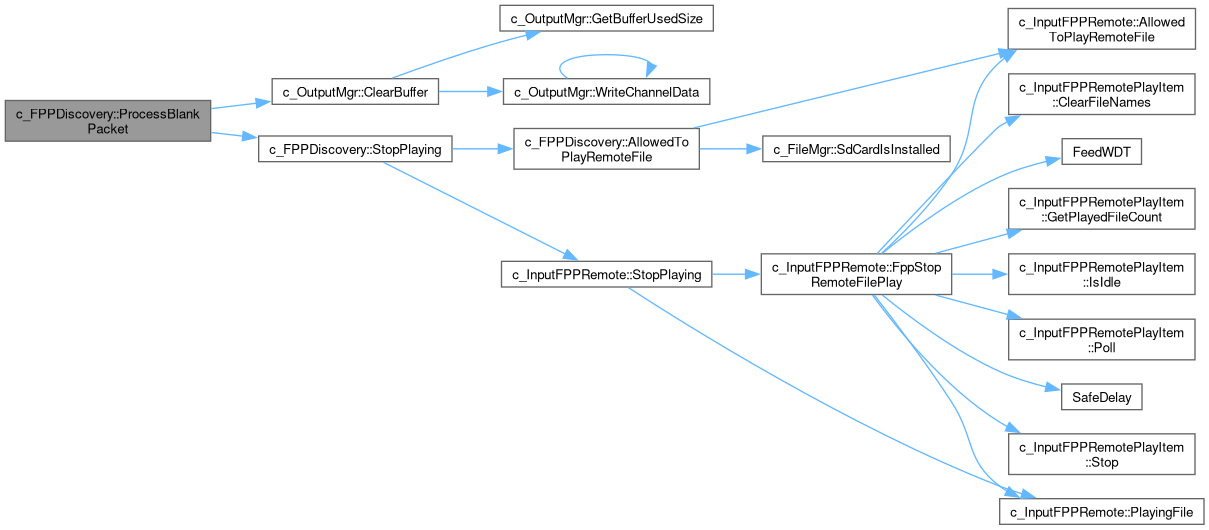 c_FPPDiscovery::ProcessBlank
Packet
c_OutputMgr::ClearBuffer
c_FPPDiscovery::StopPlaying
c_OutputMgr::GetBufferUsedSize
c_OutputMgr::WriteChannelData
c_FPPDiscovery::AllowedTo
PlayRemoteFile
c_InputFPPRemote::StopPlaying
c_FileMgr::SdCardIsInstalled
c_InputFPPRemote::FppStop
RemoteFilePlay
c_InputFPPRemote::Allowed
ToPlayRemoteFile
c_InputFPPRemotePlayItem
::ClearFileNames
FeedWDT
c_InputFPPRemotePlayItem
::GetPlayedFileCount
c_InputFPPRemotePlayItem
::IsIdle
c_InputFPPRemotePlayItem
::Poll
SafeDelay
c_InputFPPRemotePlayItem
::Stop
c_InputFPPRemote::PlayingFile